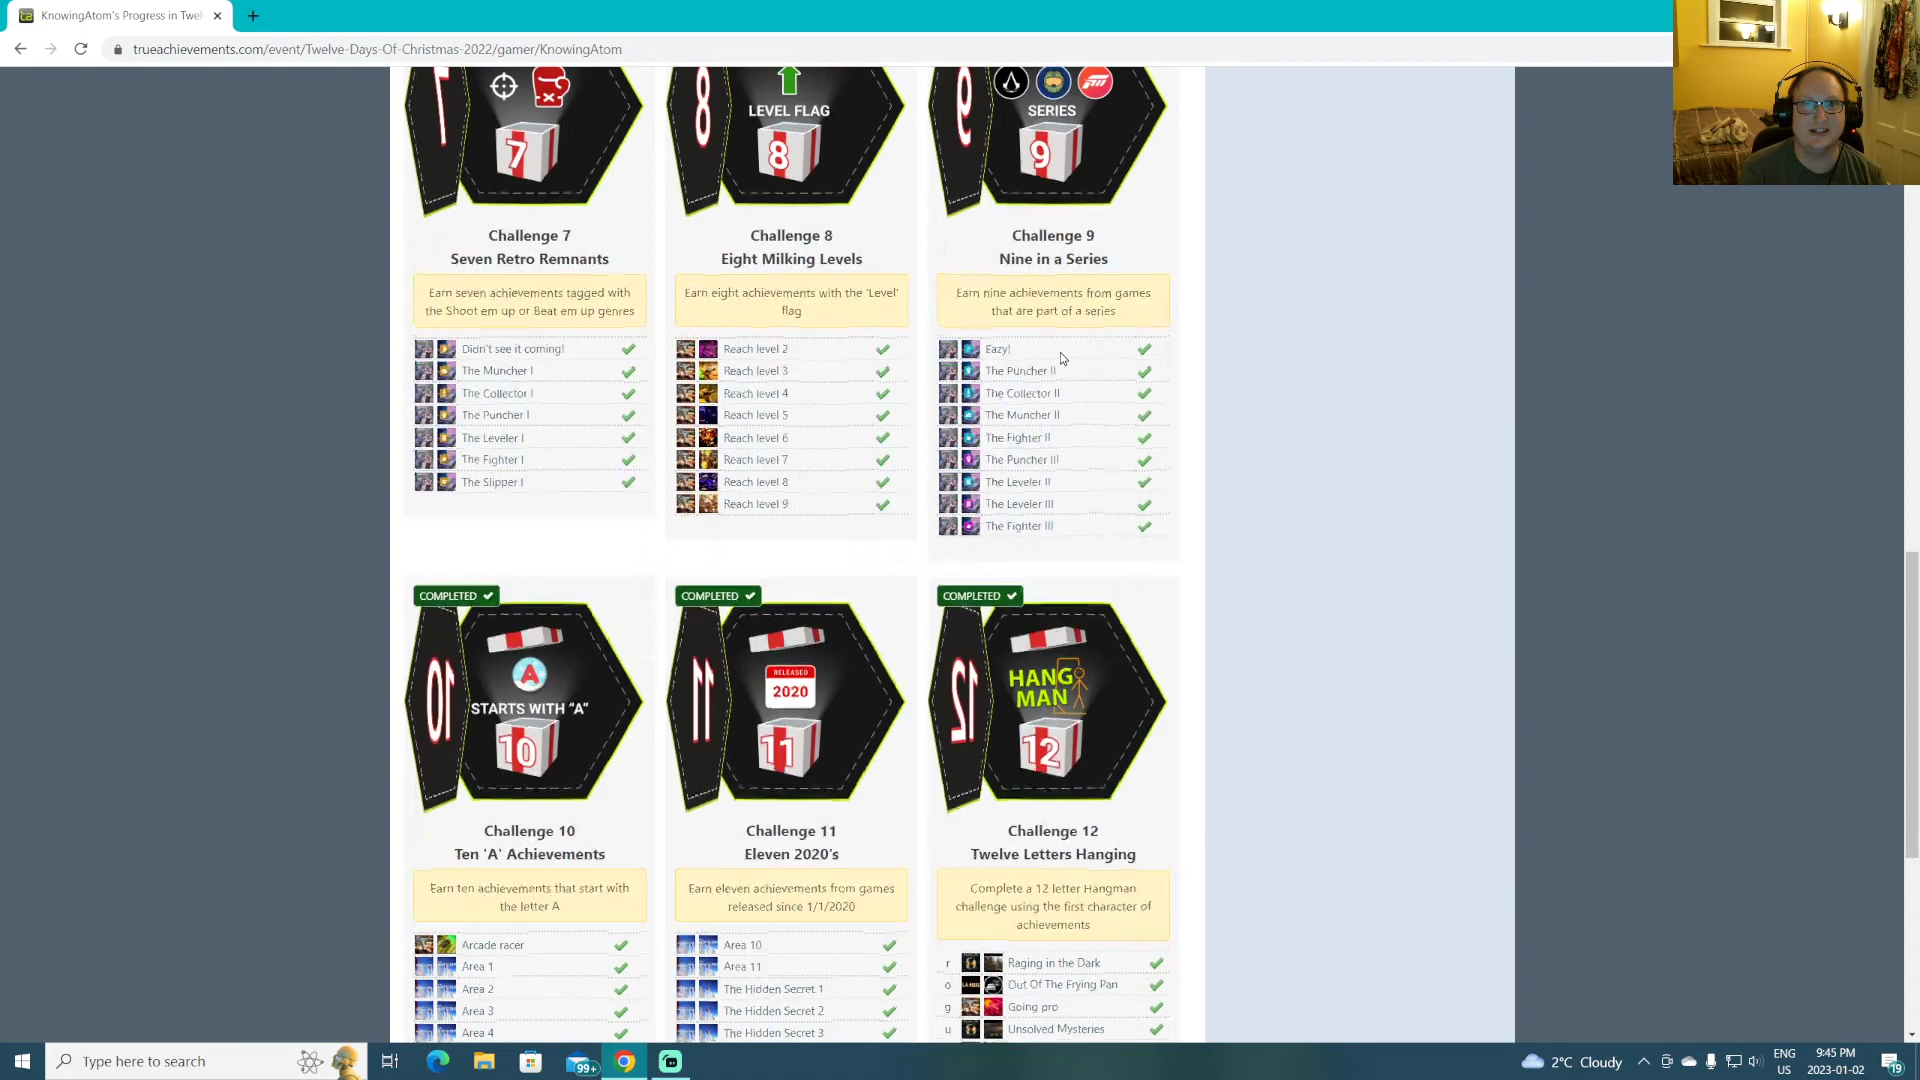 KnowingAtom's Progress in Twel
trueachievements.com/event/Twelve-Days-Of-Christmas-2022/gamer/KnowingAtom
7
7
8
LEVEL FLAG
8
9
SERIES
9
Challenge 7
Seven Retro Remnants
Earn seven achievements tagged with
the Shoot em up or Beat em up genres
Didn't see it coming!
The Muncher I
The Collector I
The Puncher I
The Leveler I
The Fighter I
The Slipper I
Challenge 8
Eight Milking Levels
Earn eight achievements with the 'Level'
flag
Reach level 2
Reach level 3
Reach level 4
Reach level 5
Reach level 6
Reach level 7
Reach level 8
Reach level 9
Challenge 9
Nine in a Series
Earn nine achievements from games
that are part of a series
Eazy!
The Puncher II
The Collector II
The Muncher II
The Fighter II
The Puncher III
The Leveler II
The Leveler III
The Fighter III
COMPLETED
10
A
STARTS WITH "A"
10
Challenge 10
Ten 'A' Achievements
Earn ten achievements that start with
the letter A
Arcade racer
Area 1
Area 2
Area 3
Area 4
COMPLETED
11
RELEASED
2020
11
Challenge 11
Eleven 2020's
Earn eleven achievements from games
released since 1/1/2020
Area 10
Area 11
The Hidden Secret 1
The Hidden Secret 2
The Hidden Secret 3
COMPLETED
12
HANG
MAN
12
Challenge 12
Twelve Letters Hanging
Complete a 12 letter Hangman
challenge using the first character of
achievements
r Raging in the Dark
o Out Of The Frying Pan
g Going pro
u Unsolved Mysteries
Type here to search
99+
2°C Cloudy
ENG
US
9:45 PM
2023-01-02
19